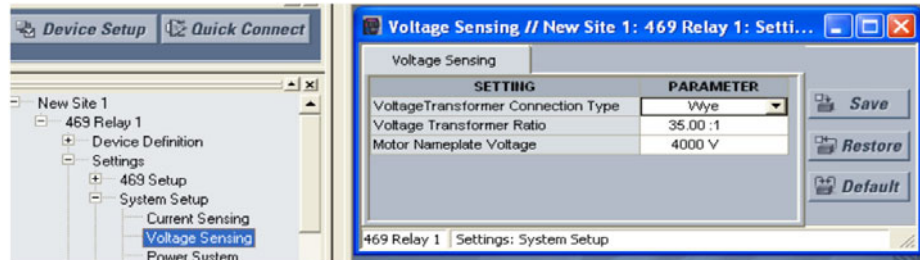 Device Setup Quick Connect
New Site 1
469 Relay 1
Device Definition
Settings
469 Setup
System Setup
Current Sensing
Voltage Sensing
Power System
Voltage Sensing // New Site 1: 469 Relay 1: Setti...
Voltage Sensing
SETTING PARAMETER
VoltageTransformer Connection Type Wye
Voltage Transformer Ratio 35.00 :1
Motor Nameplate Voltage 4000 V
Save
Restore
Default
469 Relay 1 Settings: System Setup